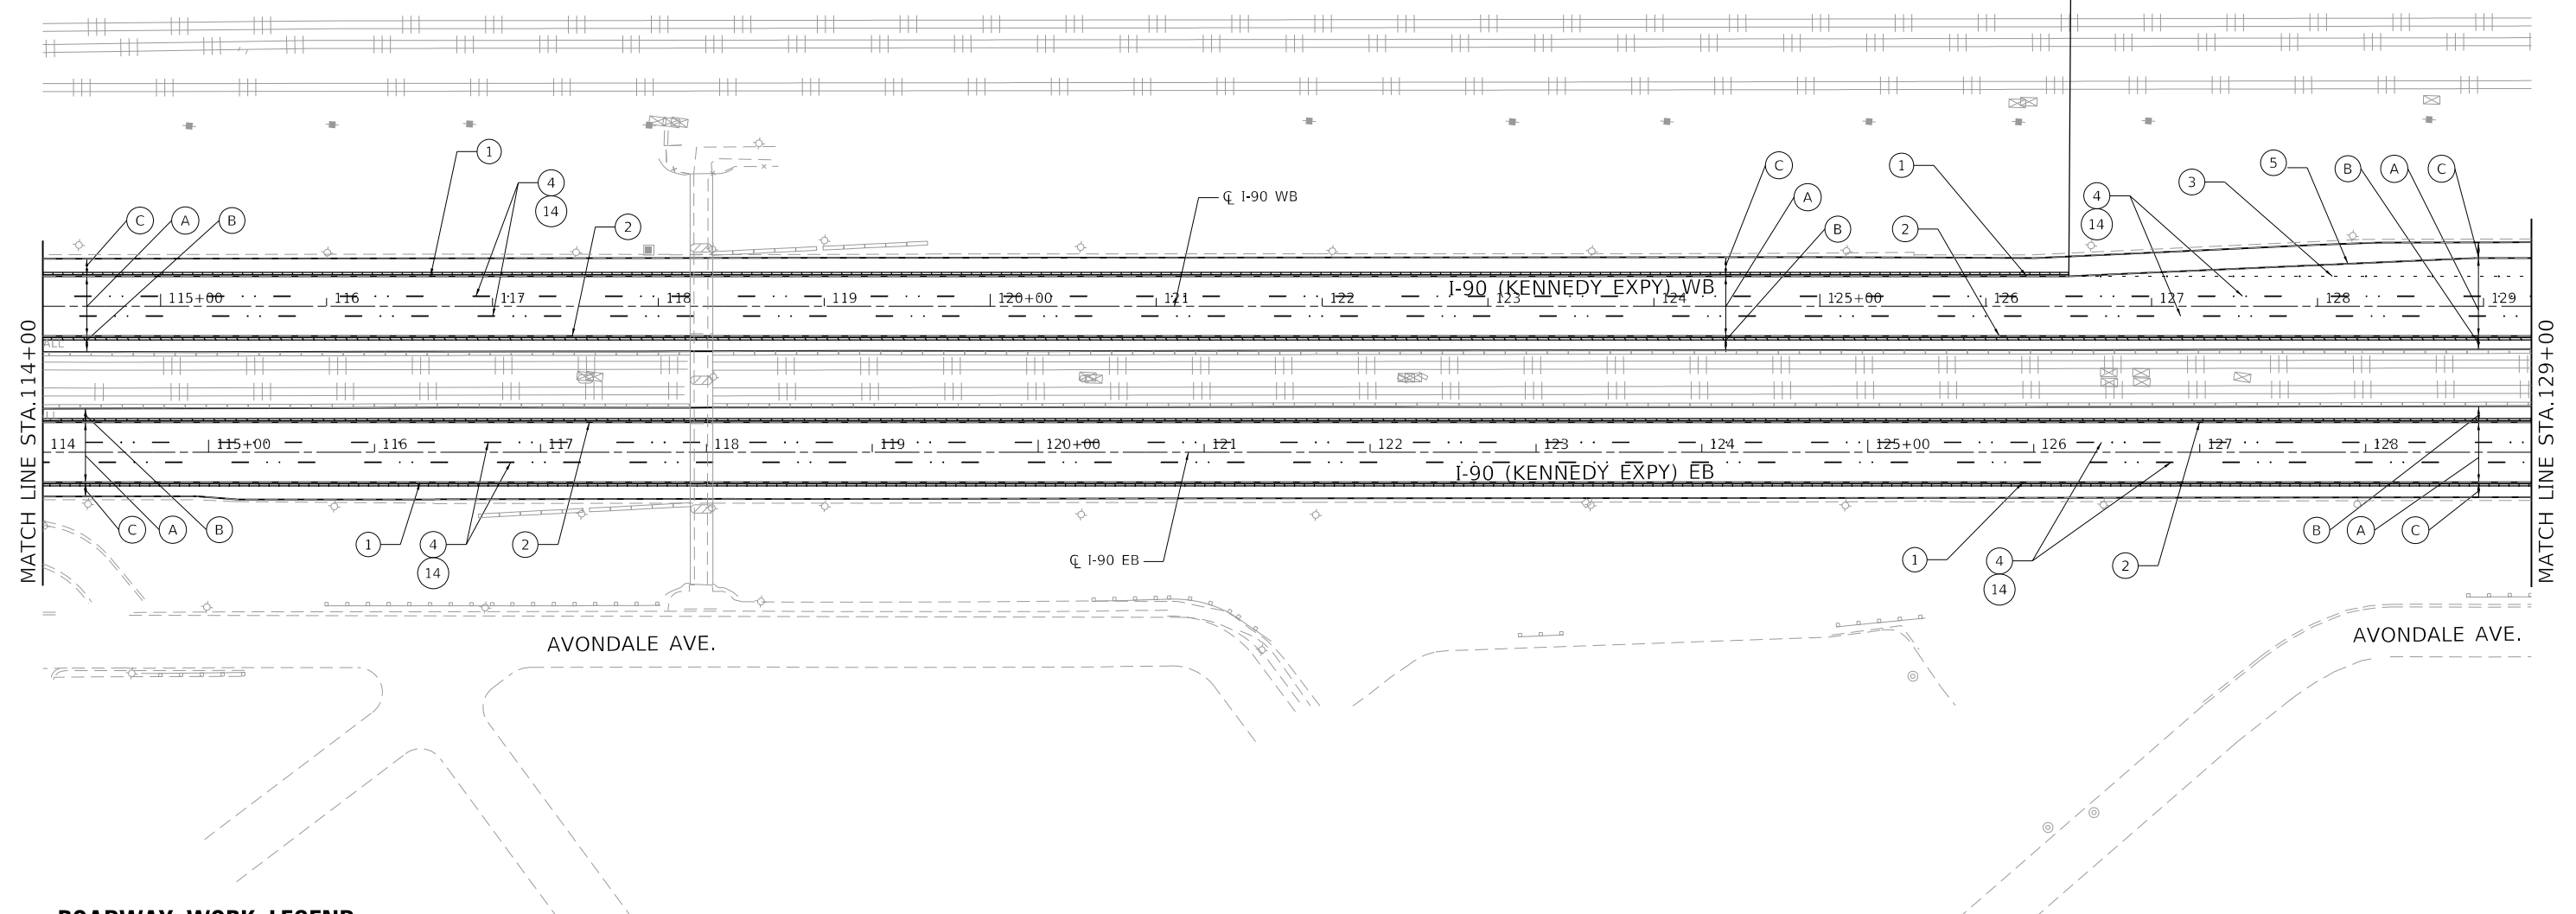 1
4
14
2
℄ I-90 WB
C
A
B
1
2
4
14
3
5
B
A
C
C
A
B
C
A
B
I-90 (KENNEDY EXPY) WB
115+00 116 117 118 119 120+00 121 122 123 124 125+00 126 127 128 129
MATCH LINE STA.114+00
MATCH LINE STA.129+00
ALL
114 115+00 116 117 118 119 120+00 121 122 123 124 125+00 126 127 128
I-90 (KENNEDY EXPY) EB
C
A
B
1
4
14
2
℄ I-90 EB
1
4
14
2
B
A
C
AVONDALE AVE.
AVONDALE AVE.
ROADWAY WORK LEGEND